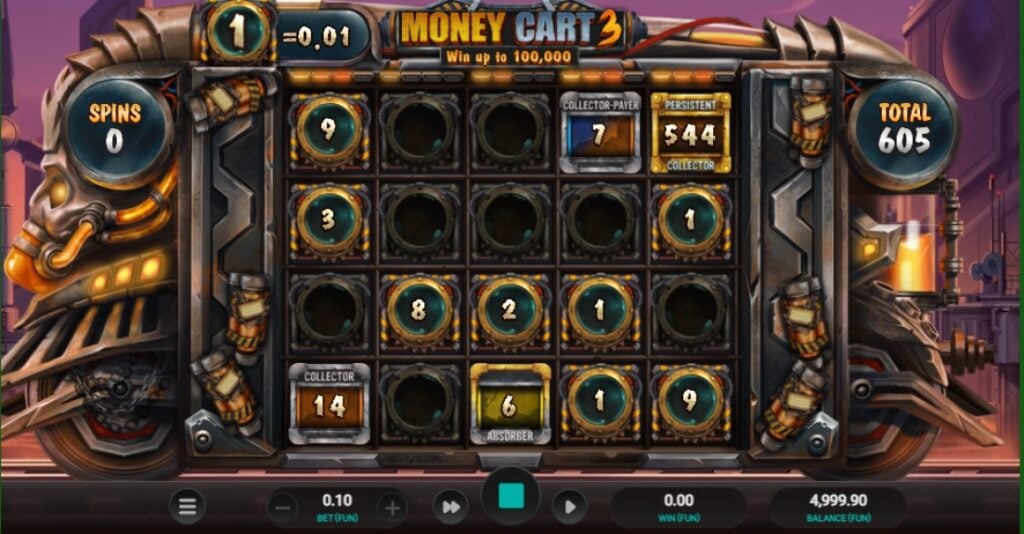 1 =0.01
MONEY CART 3
Win up to 100,000
SPINS
0
TOTAL
605
9
COLLECTOR-PAYER
7
PERSISTENT
544
COLLECTOR
3
1
8
2
1
COLLECTOR
14
6
ABSORBER
1
9
0.10
BET (FUN)
0.00
WIN (FUN)
4,999.90
BALANCE (FUN)